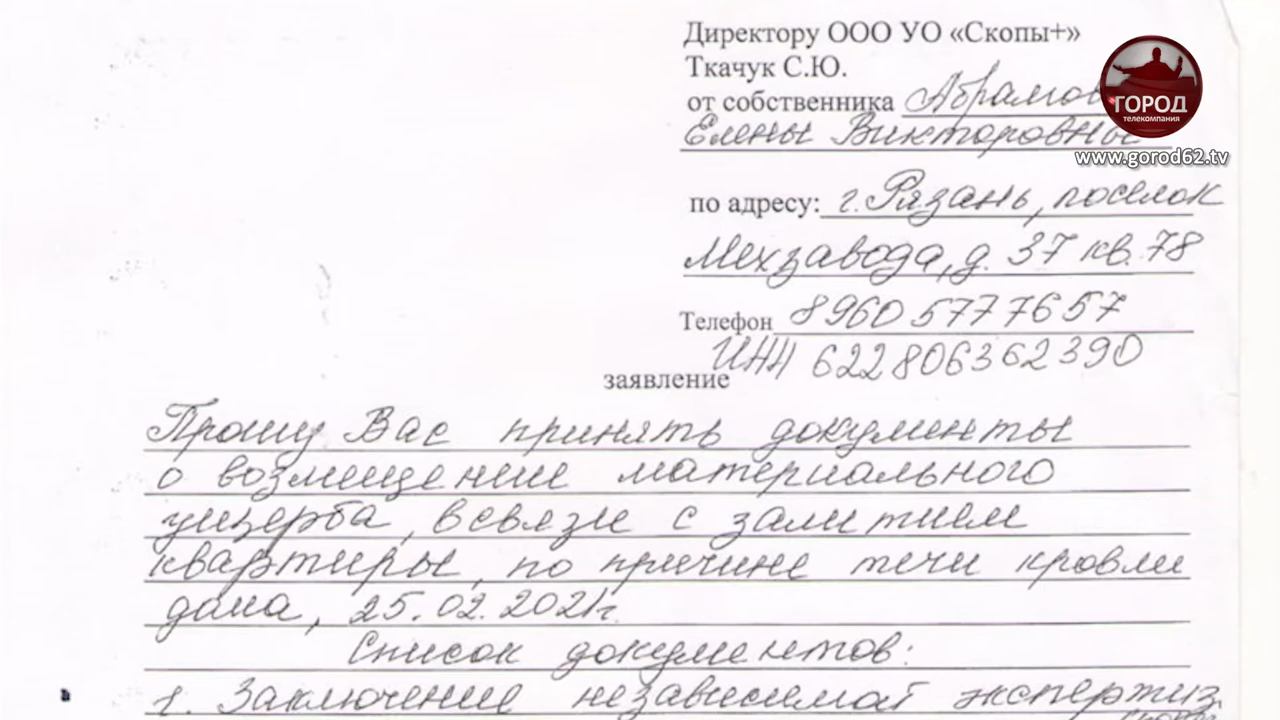 Директору ООО УО «Скопы+»
Ткачук С.Ю.
от собственника
Елены Викторовны
ГОРОД
телекомпания
www.gorod62.tv
по адресу: г. Рязань, поселок
Мехзавода, д. 37 кв. 78
Телефон 8960 5777657
ИНН 622806362390
заявление
Прошу Вас принять документы
о возмещении материального
ущерба, в связи с залитием
квартиры, по причине течи кровли
дома, 25.02.2021г.
Список документов:
1. Заключение независимой